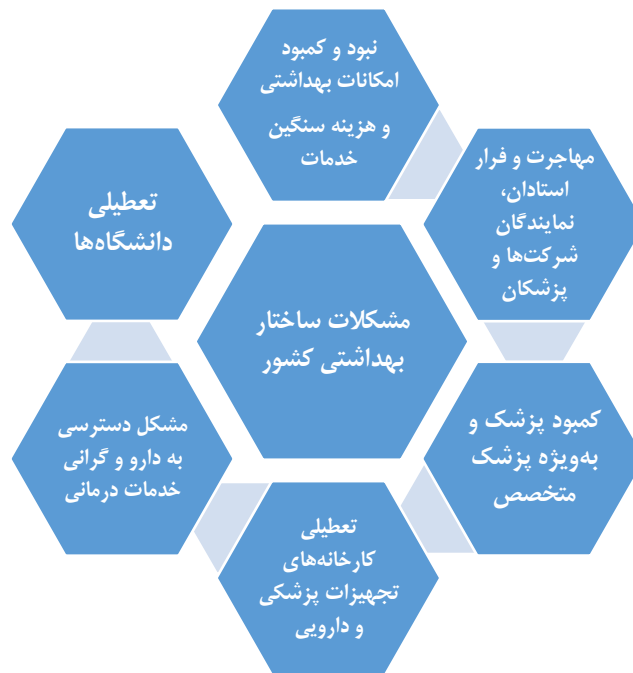 نبود و کمبود
امکانات بهداشتی
و هزینه سنگین
خدمات
مهاجرت و فرار
استادان،
نمایندگان
شرکت‌ها و
پزشکان
کمبود پزشک و
به‌ویژه پزشک
متخصص
تعطیلی
کارخانه‌های
تجهیزات پزشکی
و دارویی
مشکل دسترسی
به دارو و گرانی
خدمات درمانی
تعطیلی
دانشگاه‌ها
مشکلات ساختار
بهداشتی کشور